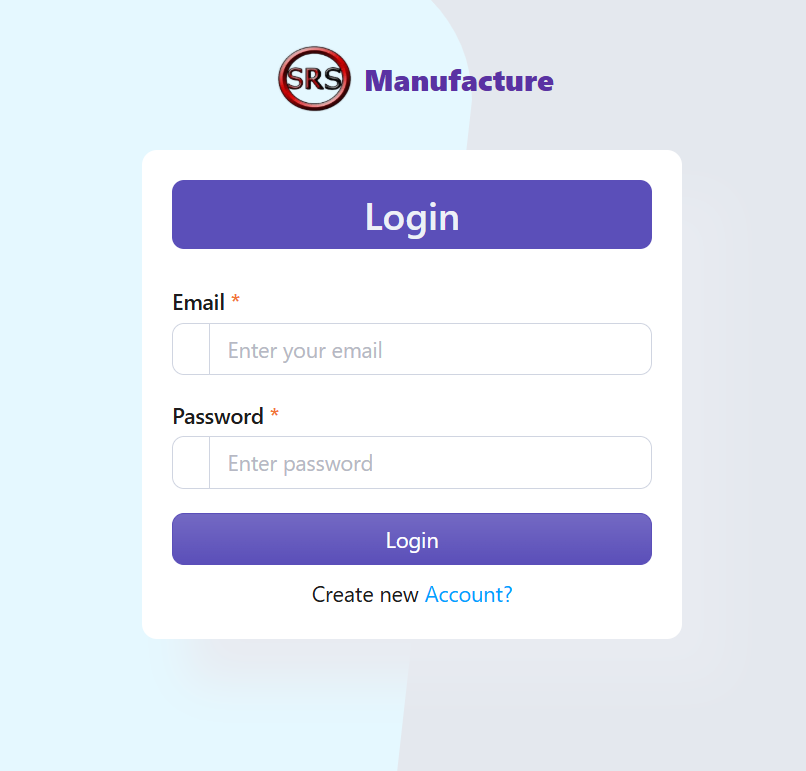 SRS Manufacture
Login
Email *
Enter your email
Password *
Enter password
Login
Create new Account?